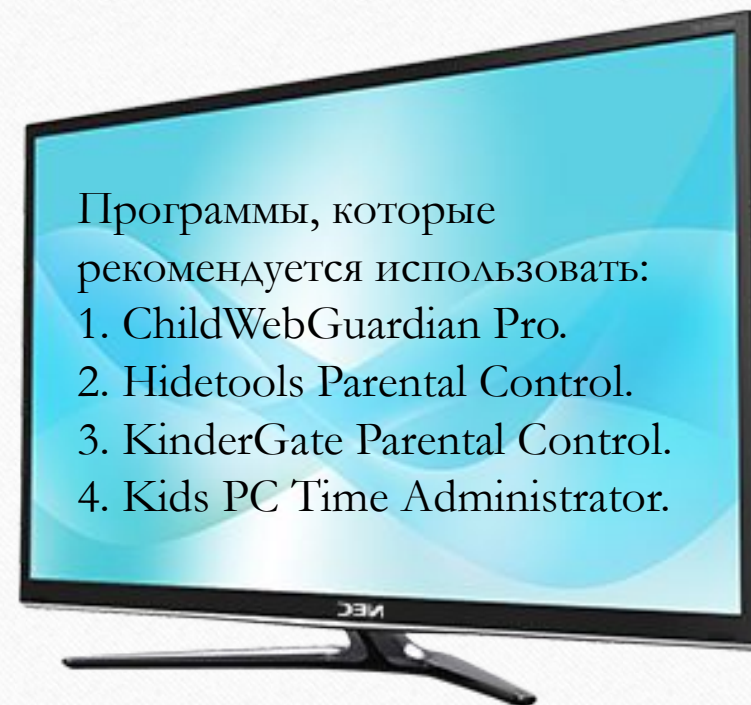 Программы, которые
рекомендуется использовать:
1. ChildWebGuardian Pro.
2. Hidetools Parental Control.
3. KinderGate Parental Control.
4. Kids PC Time Administrator.
NEC